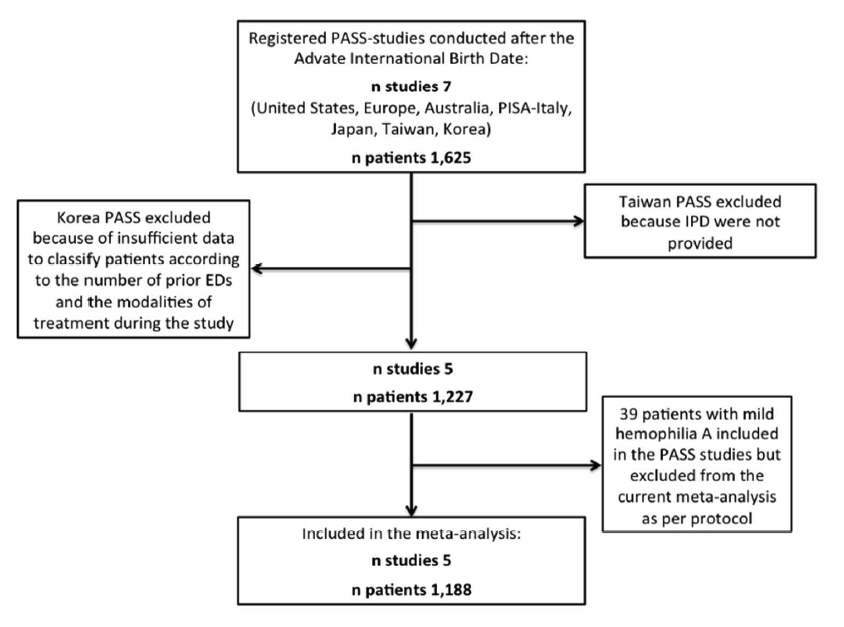 Registered PASS-studies conducted after the
Advate International Birth Date:
n studies 7
(United States, Europe, Australia, PISA-Italy,
Japan, Taiwan, Korea)
n patients 1,625
Taiwan PASS excluded
because IPD were not
provided
Korea PASS excluded
because of insufficient data
to classify patients according
to the number of prior EDs
and the modalities of
treatment during the study
n studies 5
n patients 1,227
39 patients with mild
hemophilia A included
in the PASS studies but
excluded from the
current meta-analysis
as per protocol
Included in the meta-analysis:
n studies 5
n patients 1,188